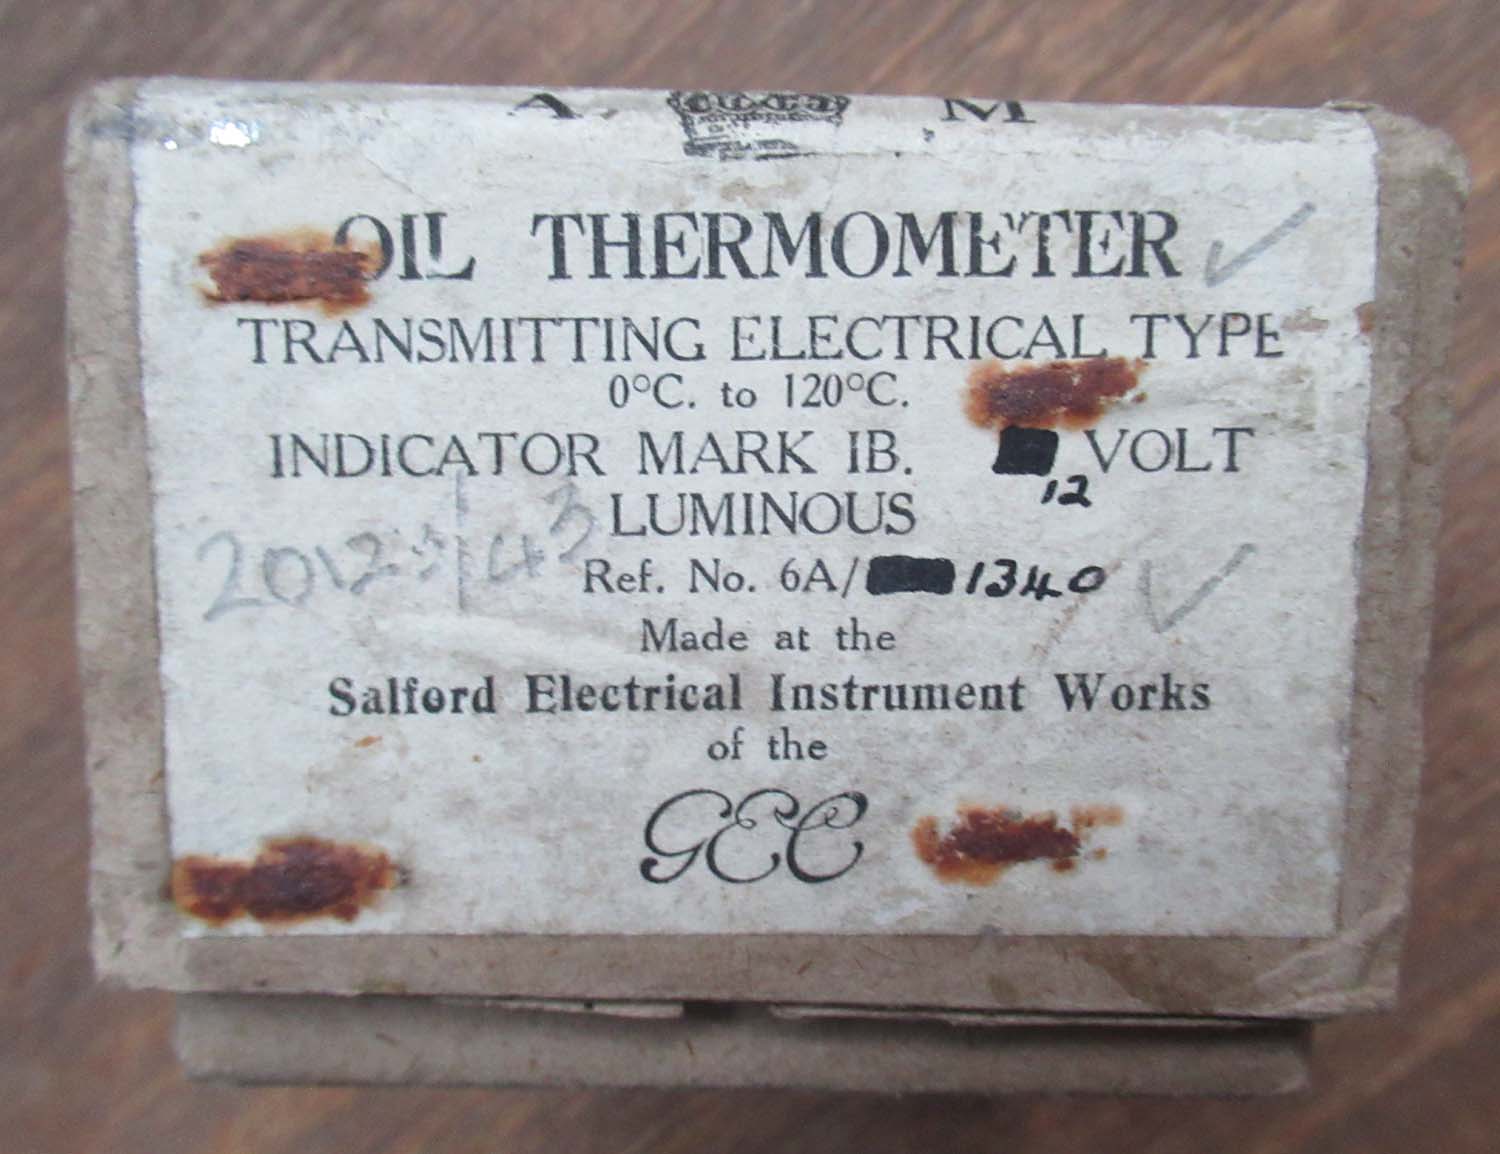 A. M
OIL THERMOMETER
TRANSMITTING ELECTRICAL TYPE
0°C. to 120°C.
INDICATOR MARK IB. VOLT
12
LUMINOUS
Ref. No. 6A/ 1340
Made at the
Salford Electrical Instrument Works
of the
GEC